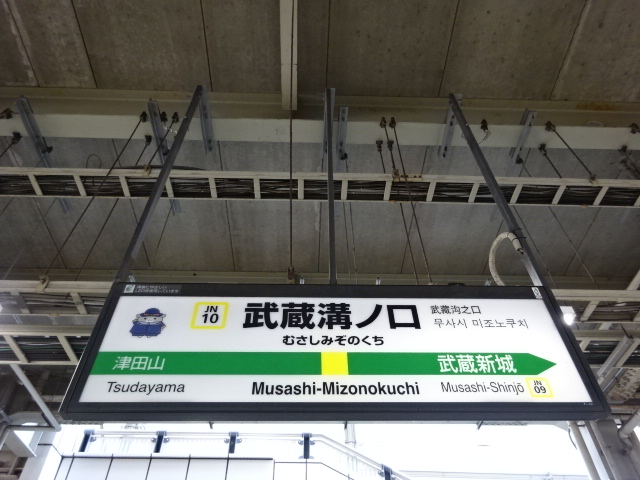 JN
10
武蔵溝ノ口
武藏沟之口
무사시 미조노쿠치
むさしみぞのくち
津田山
武蔵新城
Tsudayama
Musashi-Mizonokuchi
Musashi-Shinjō
JN
09